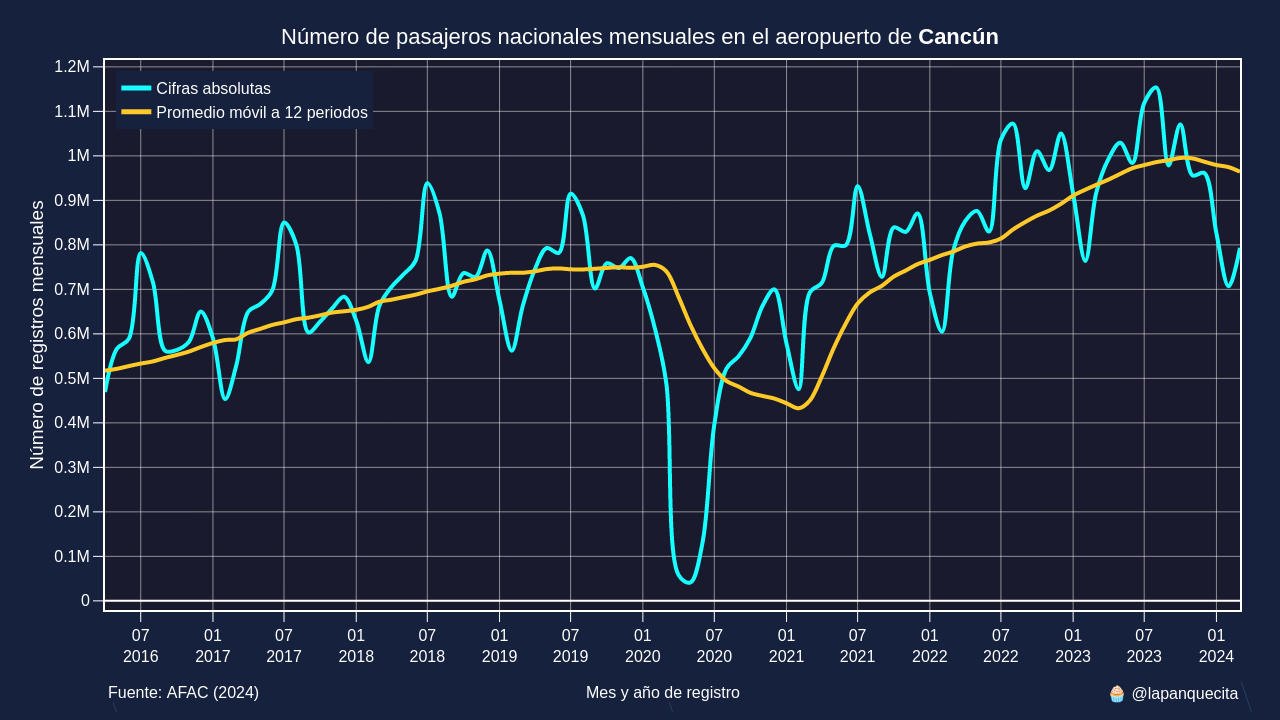 Número de pasajeros nacionales mensuales en el aeropuerto de Cancún
Cifras absolutas
Promedio móvil a 12 periodos
Número de registros mensuales
1.2M
1.1M
1M
0.9M
0.8M
0.7M
0.6M
0.5M
0.4M
0.3M
0.2M
0.1M
0
07 01 07 01 07 01 07 01 07 01 07 01 07 01 07 01
2016 2017 2017 2018 2018 2019 2019 2020 2020 2021 2021 2022 2022 2023 2023 2024
Fuente: AFAC (2024) Mes y año de registro 🧁 @lapanquecita